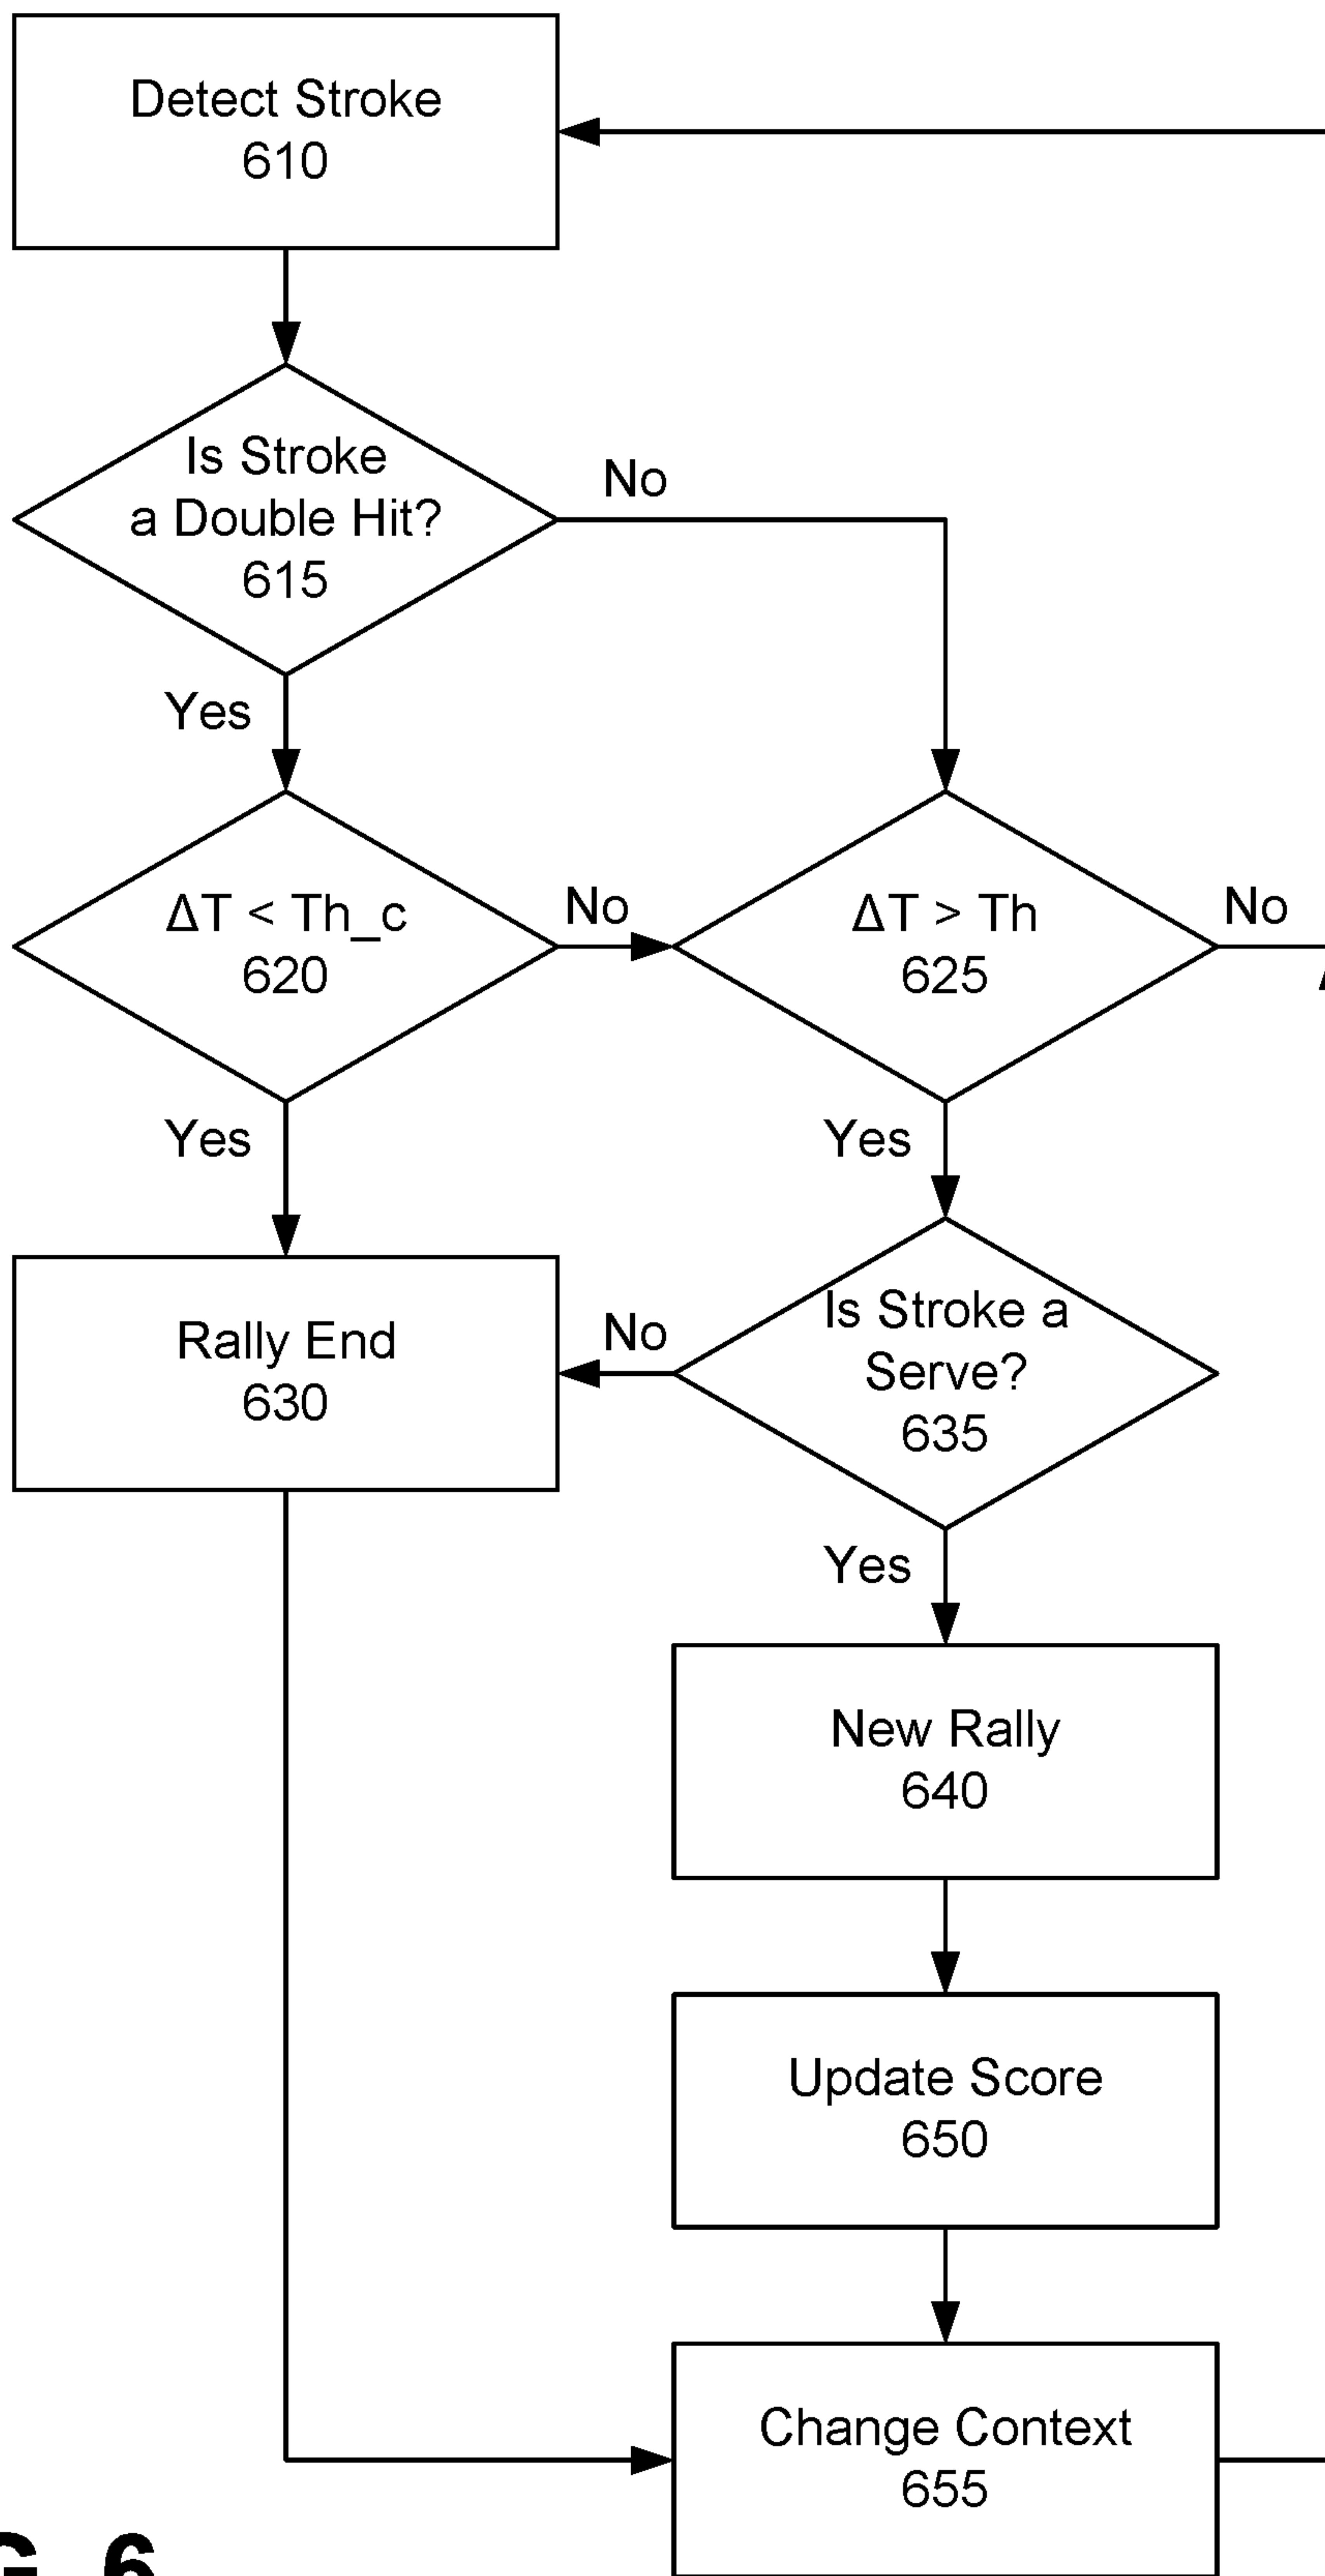 Detect Stroke
610
Is Stroke
a Double Hit?
615
No
Yes
ΔT < Th_c
620
No
ΔT > Th
625
No
Yes
Yes
Rally End
630
No
Is Stroke a
Serve?
635
Yes
New Rally
640
Update Score
650
Change Context
655
6